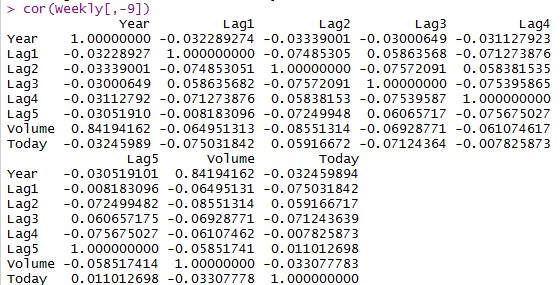 > cor(Weekly[,-9])
Year Lag1 Lag2 Lag3 Lag4
Year 1.00000000 -0.032289274 -0.03339001 -0.03000649 -0.031127923
Lag1 -0.03228927 1.000000000 -0.07485305 0.05863568 -0.071273876
Lag2 -0.03339001 -0.074853051 1.00000000 -0.07572091 0.058381535
Lag3 -0.03000649 0.058635682 -0.07572091 1.00000000 -0.075395865
Lag4 -0.03112792 -0.071273876 0.05838153 -0.07539587 1.000000000
Lag5 -0.03051910 -0.008183096 -0.07249948 0.06065717 -0.075675027
Volume 0.84194162 -0.064951313 -0.08551314 -0.06928771 -0.061074617
Today -0.03245989 -0.075031842 0.05916672 -0.07124364 -0.007825873
Lag5 Volume Today
Year -0.030519101 0.84194162 -0.032459894
Lag1 -0.008183096 -0.06495131 -0.075031842
Lag2 -0.072499482 -0.08551314 0.059166717
Lag3 0.060657175 -0.06928771 -0.071243639
Lag4 -0.075675027 -0.06107462 -0.007825873
Lag5 1.000000000 -0.05851741 0.011012698
Volume -0.058517414 1.00000000 -0.033077783
Today 0.011012698 -0.03307778 1.000000000